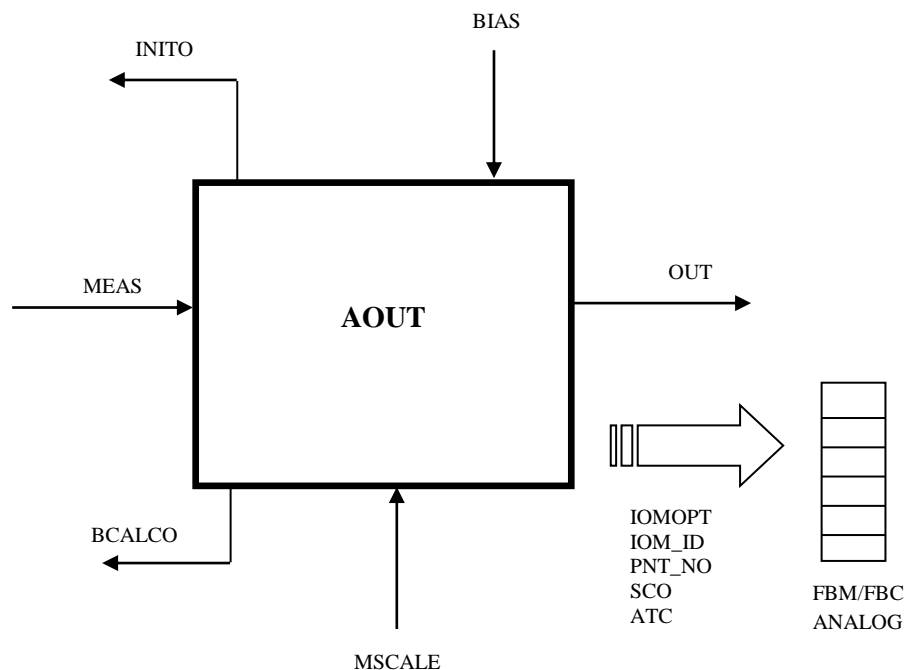 BIAS
INITO
MEAS
OUT
AOUT
BCALCO
IOMOPT
IOM_ID
PNT_NO
SCO
ATC
FBM/FBC
ANALOG
MSCALE